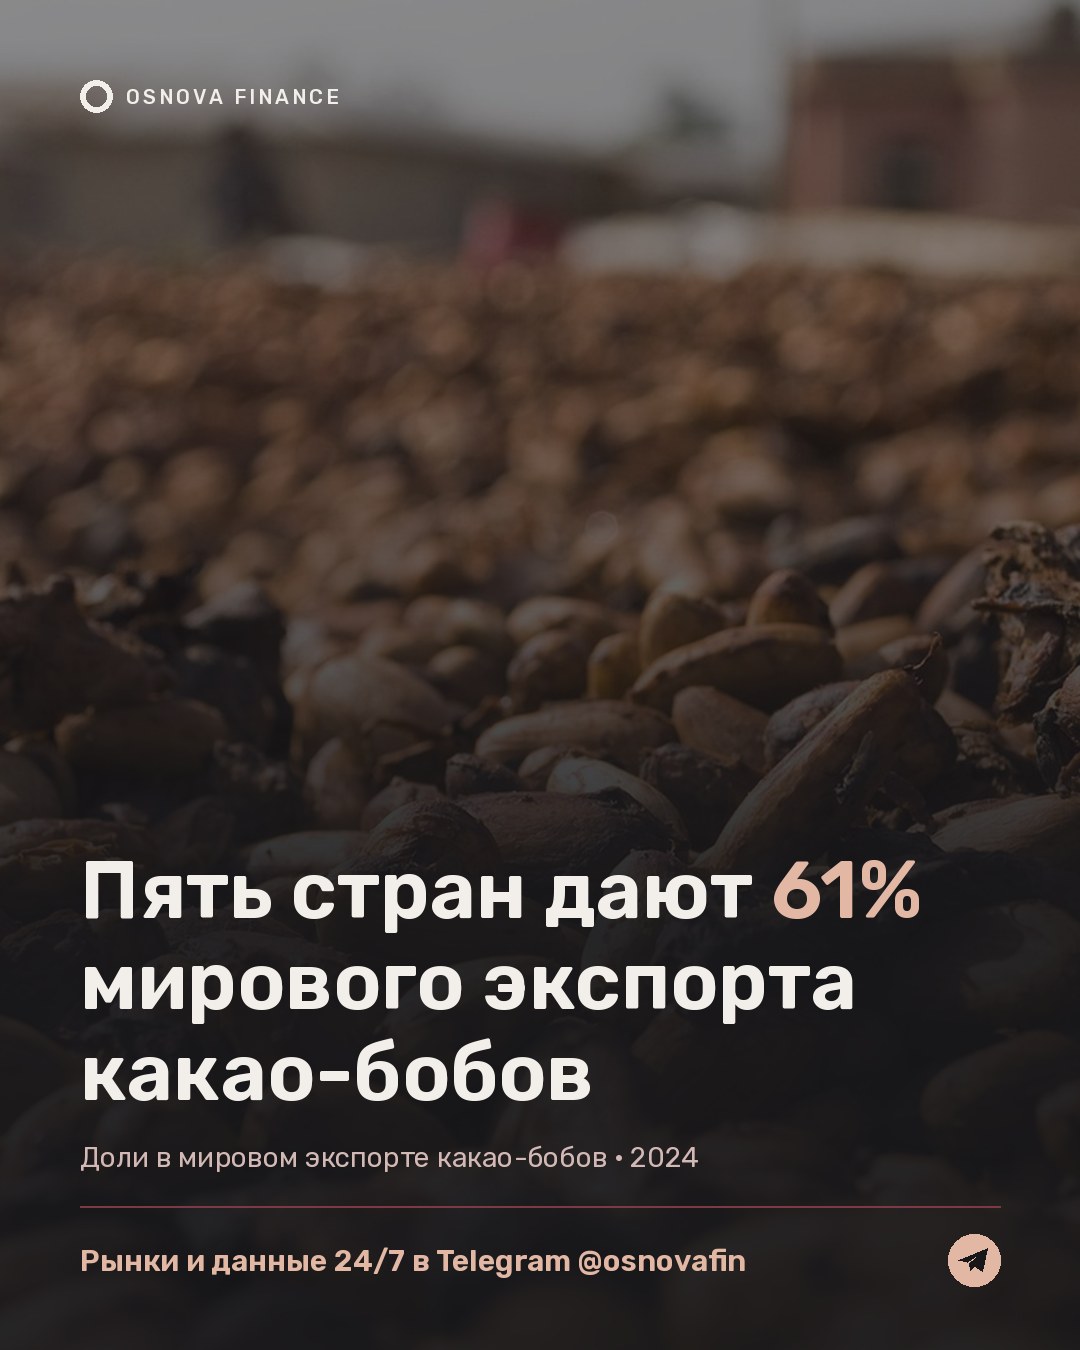 OSNOVA FINANCE
Пять стран дают 61%
мирового экспорта
какао-бобов
Доли в мировом экспорте какао-бобов • 2024
Рынки и данные 24/7 в Telegram @osnovafin